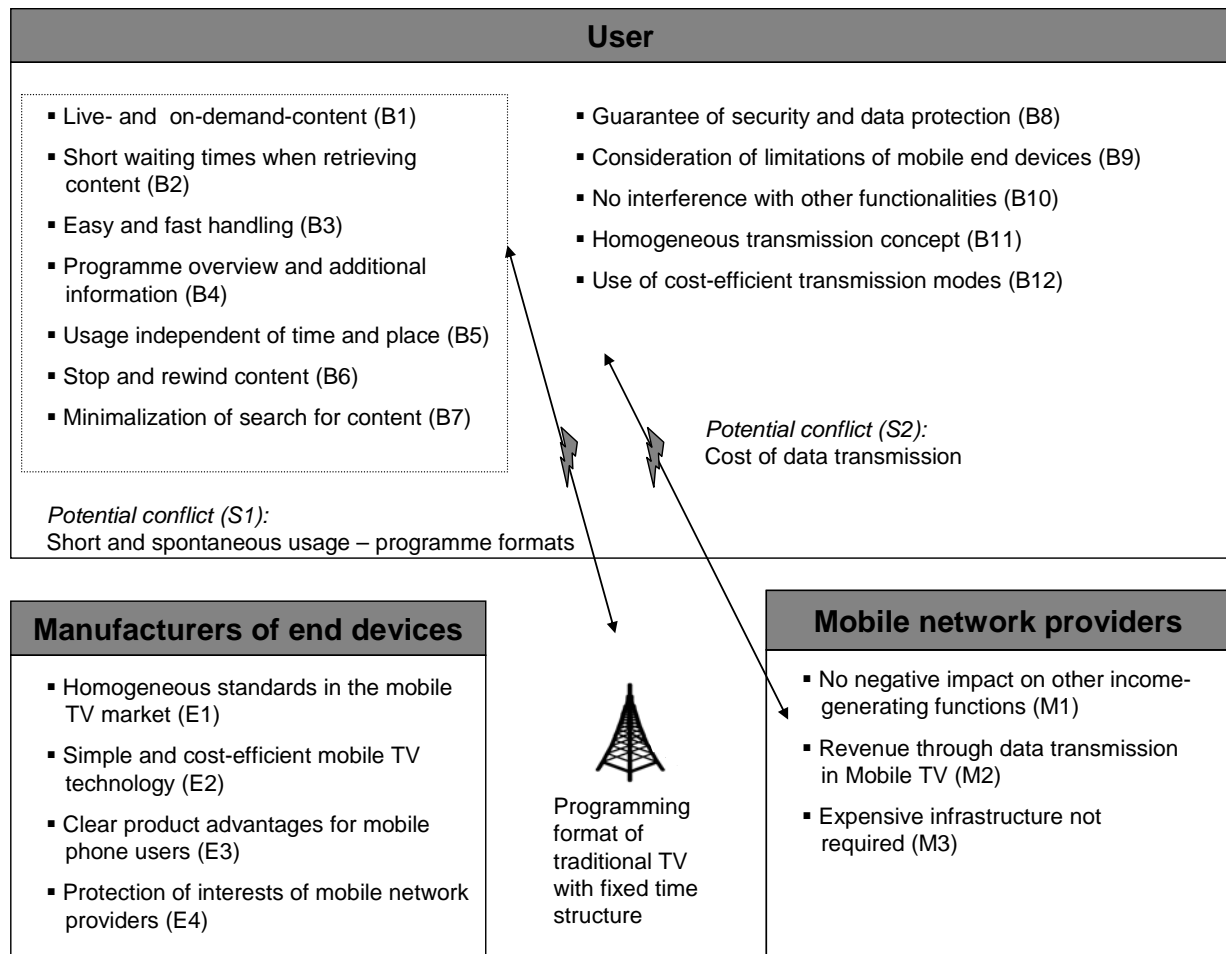 User
▪ Live- and on-demand-content (B1)
▪ Short waiting times when retrieving
content (B2)
▪ Easy and fast handling (B3)
▪ Programme overview and additional
information (B4)
▪ Usage independent of time and place (B5)
▪ Stop and rewind content (B6)
▪ Minimalization of search for content (B7)
▪ Guarantee of security and data protection (B8)
▪ Consideration of limitations of mobile end devices (B9)
▪ No interference with other functionalities (B10)
▪ Homogeneous transmission concept (B11)
▪ Use of cost-efficient transmission modes (B12)
Potential conflict (S2):
Cost of data transmission
Potential conflict (S1):
Short and spontaneous usage – programme formats
Manufacturers of end devices
▪ Homogeneous standards in the mobile
TV market (E1)
▪ Simple and cost-efficient mobile TV
technology (E2)
▪ Clear product advantages for mobile
phone users (E3)
▪ Protection of interests of mobile network
providers (E4)
Programming
format of
traditional TV
with fixed time
structure
Mobile network providers
▪ No negative impact on other income-
generating functions (M1)
▪ Revenue through data transmission
in Mobile TV (M2)
▪ Expensive infrastructure not
required (M3)